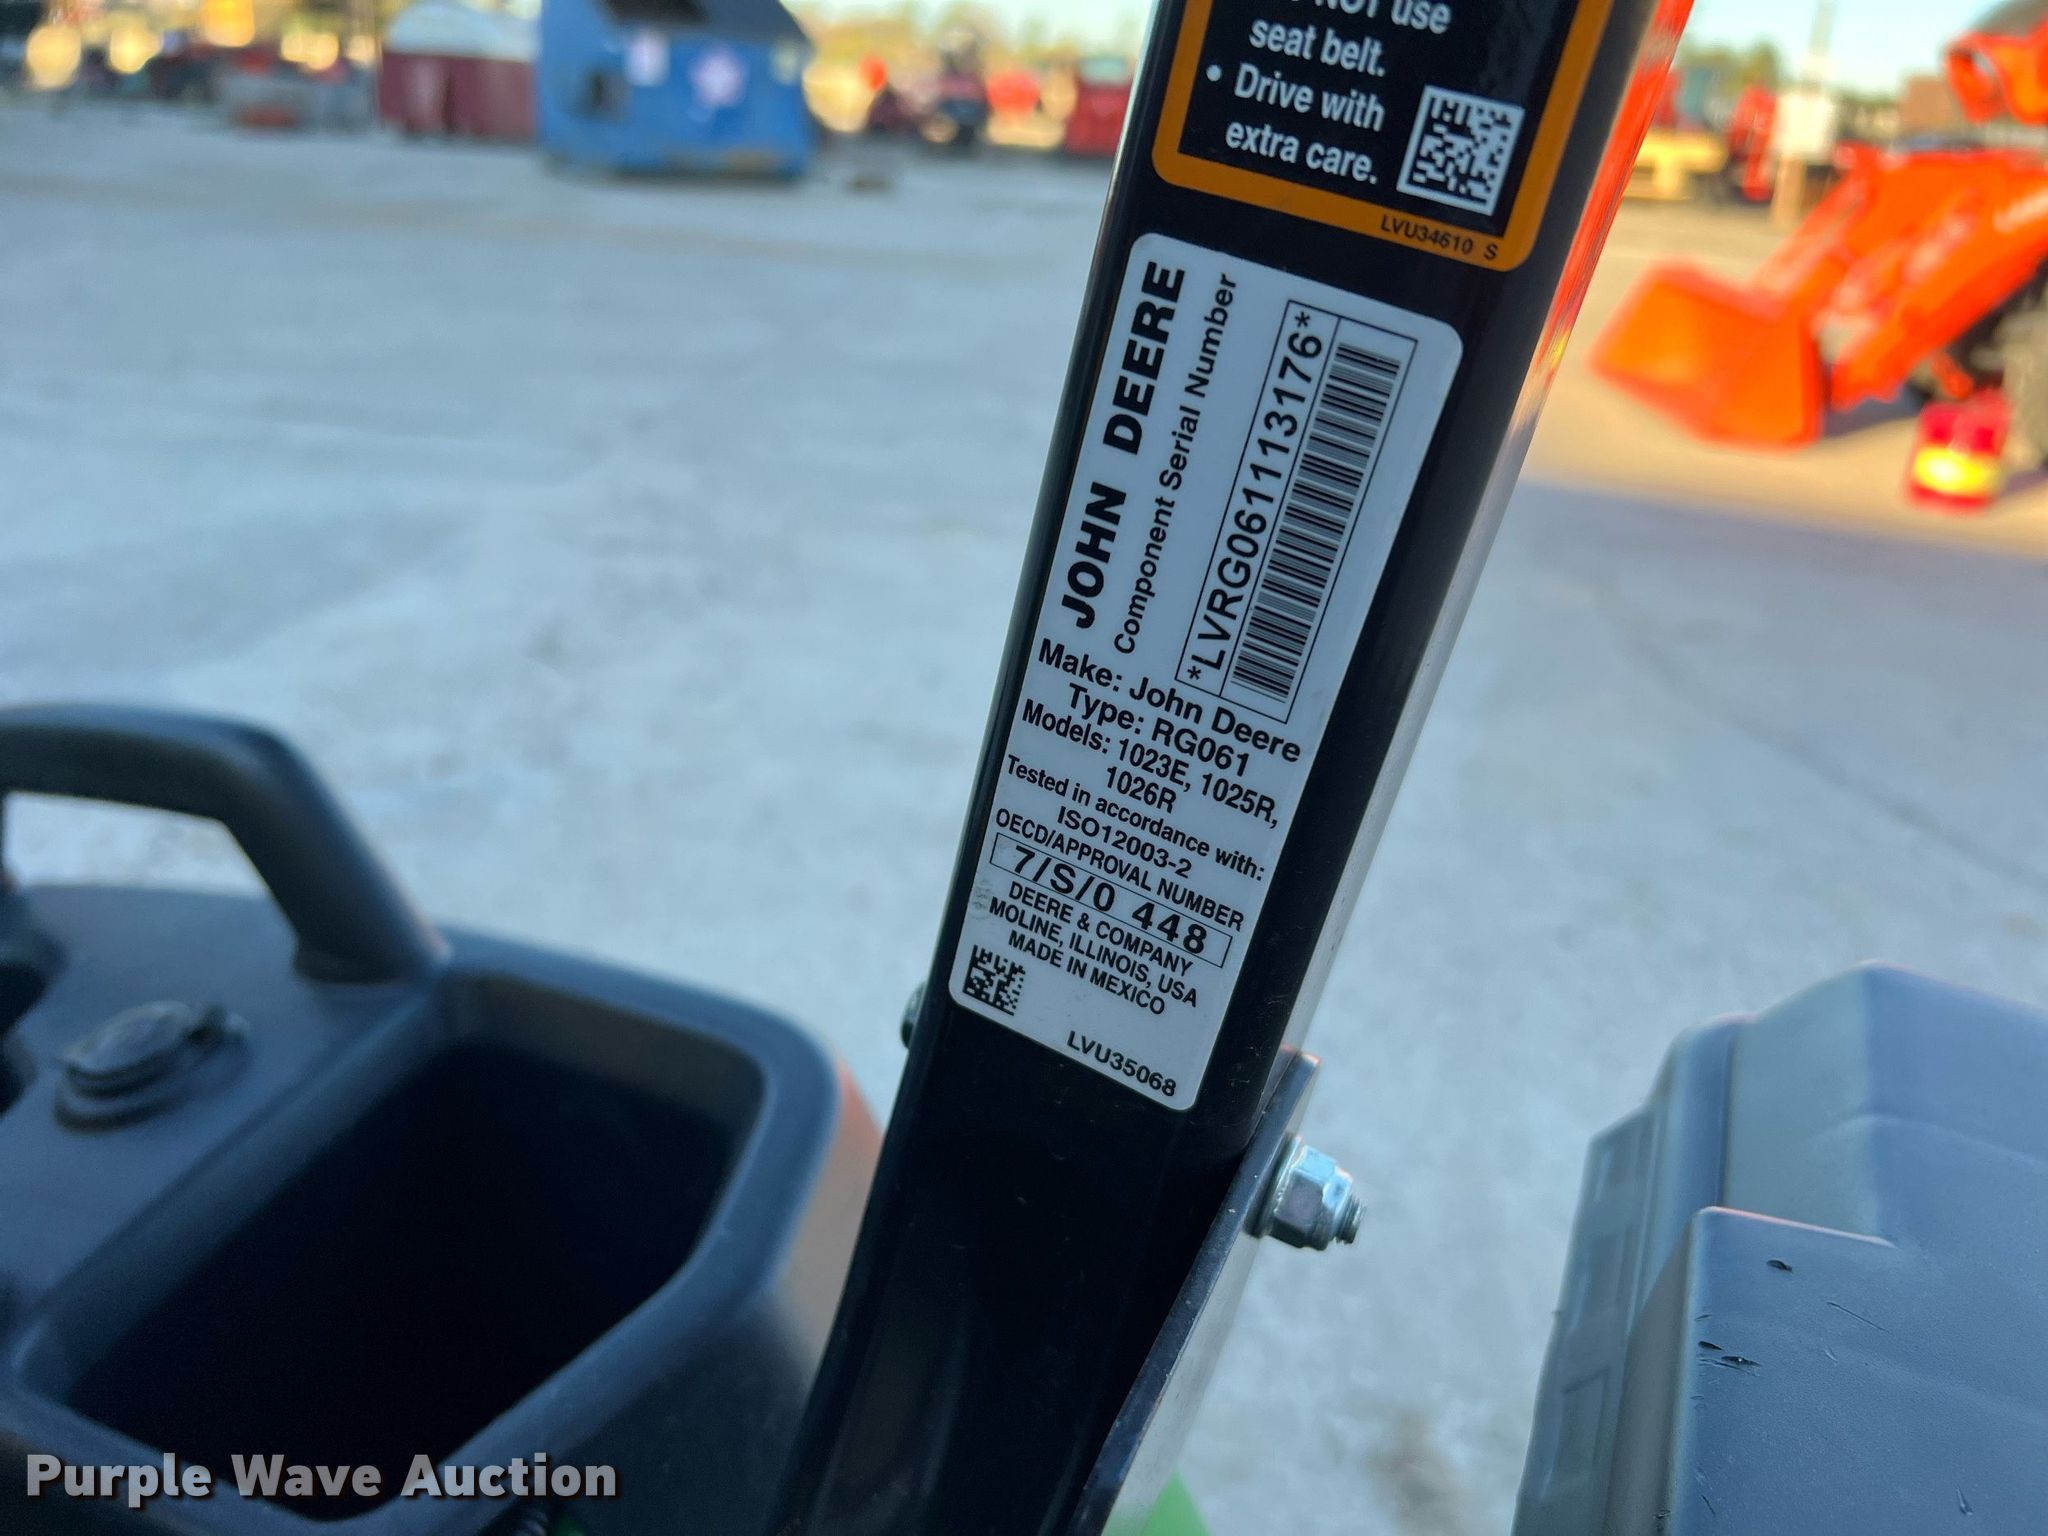 NOT use
seat belt.
• Drive with
extra care.
LVU34610 S
JOHN DEERE
Component Serial Number
*LVRG061113176*
Make: John Deere
Type: RG061
Models: 1023E, 1025R,
1026R
Tested in accordance with:
ISO12003-2
OECD/APPROVAL NUMBER
7/S/0 448
DEERE & COMPANY
MOLINE, ILLINOIS, USA
MADE IN MEXICO
LVU35068
Purple Wave Auction